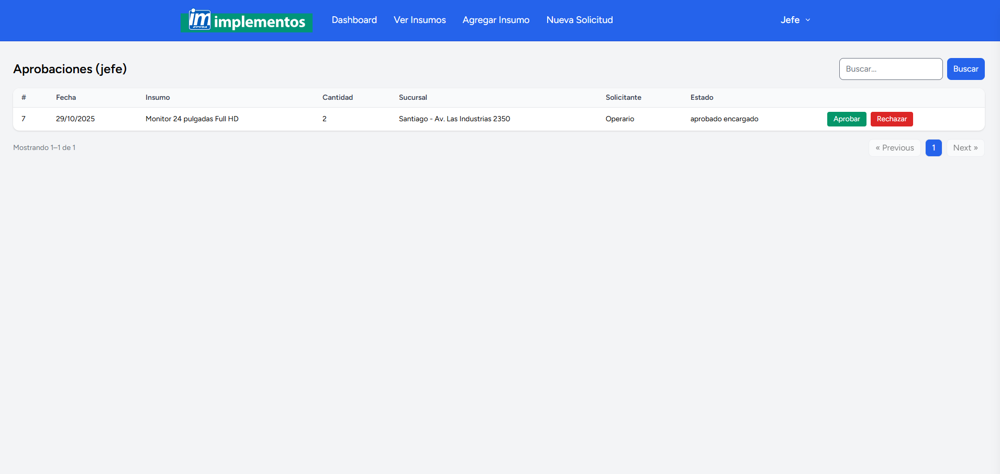 im EPYSA implementos Dashboard Ver Insumos Agregar Insumo Nueva Solicitud Jefe
Aprobaciones (jefe) Buscar... Buscar
# Fecha Insumo Cantidad Sucursal Solicitante Estado
7 29/10/2025 Monitor 24 pulgadas Full HD 2 Santiago - Av. Las Industrias 2350 Operario aprobado encargado Aprobar Rechazar
Mostrando 1–1 de 1 « Previous 1 Next »